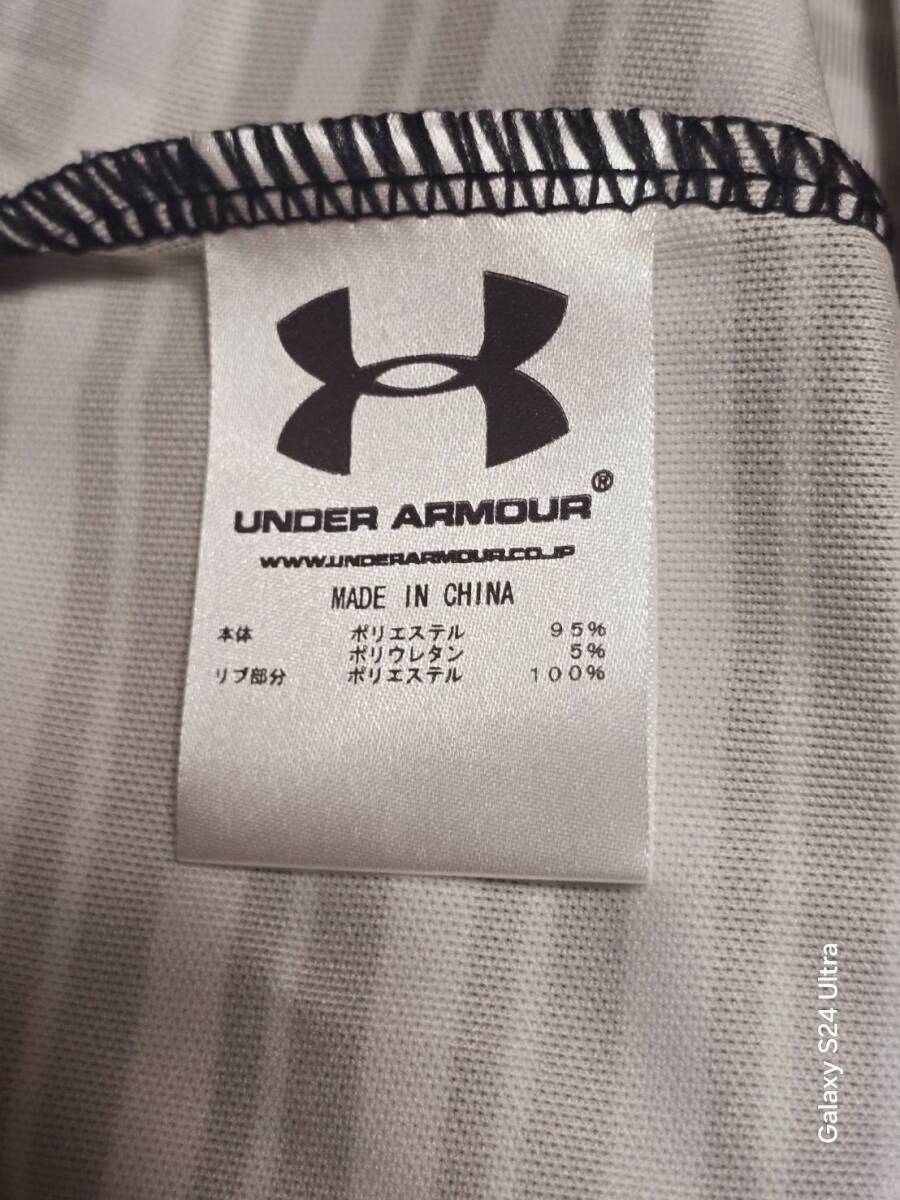 UNDER ARMOUR®
WWW.UNDERARMOUR.CO.JP
MADE IN CHINA
本体 ポリエステル 95%
ポリウレタン 5%
リブ部分 ポリエステル 100%
Galaxy S24 Ultra